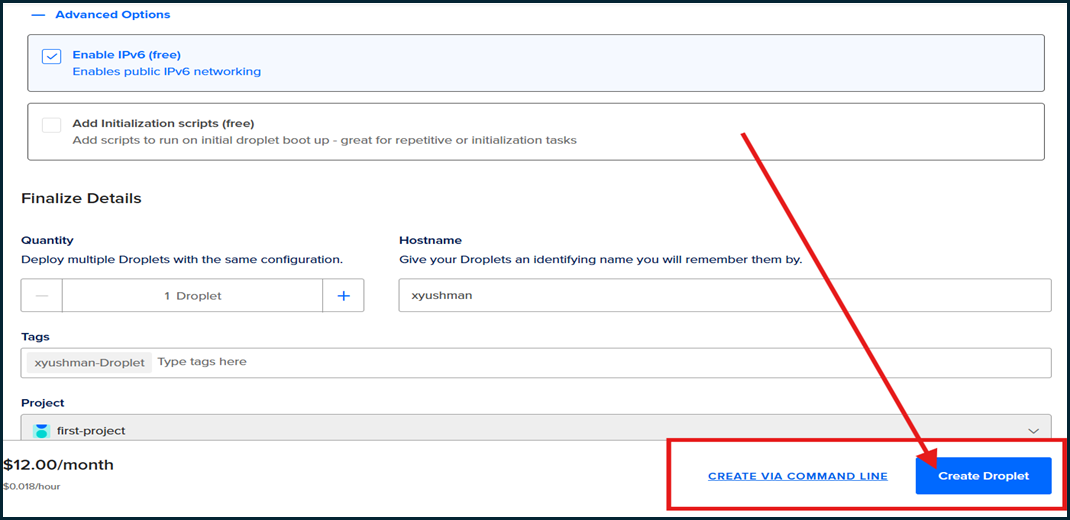 Advanced Options
Enable IPv6 (free)
Enables public IPv6 networking
Add Initialization scripts (free)
Add scripts to run on initial droplet boot up - great for repetitive or initialization tasks
Finalize Details
Quantity
Deploy multiple Droplets with the same configuration.
1 Droplet
Hostname
Give your Droplets an identifying name you will remember them by.
xyushman
Tags
xyushman-Droplet Type tags here
Project
first-project
$12.00/month
$0.018/hour
CREATE VIA COMMAND LINE
Create Droplet